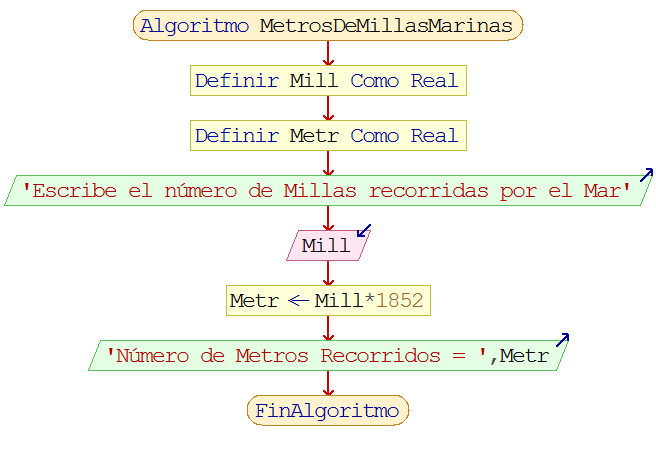 Algoritmo MetrosDeMillasMarinas
Definir Mill Como Real
Definir Metr Como Real
'Escribe el número de Millas recorridas por el Mar'
Mill
Metr ← Mill*1852
'Número de Metros Recorridos = ',Metr
FinAlgoritmo